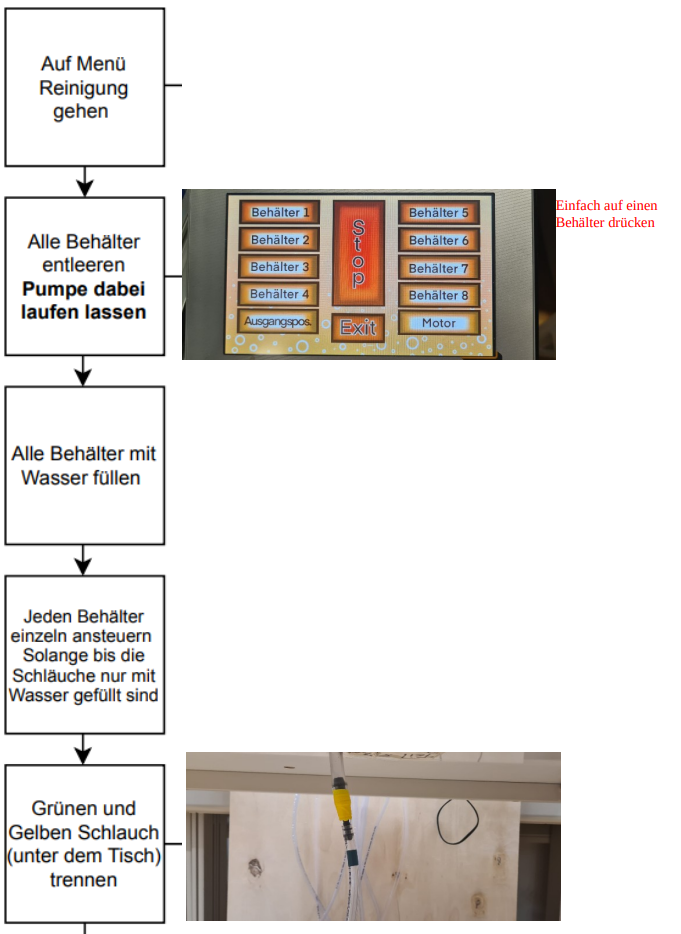 Auf Menü
Reinigung
gehen
Alle Behälter
entleeren
Pumpe dabei
laufen lassen
Behälter 1
Behälter 2
Behälter 3
Behälter 4
Ausgangspos.
Stop
Exit
Behälter 5
Behälter 6
Behälter 7
Behälter 8
Motor
Einfach auf einen
Behälter drücken
Alle Behälter mit
Wasser füllen
Jeden Behälter
einzeln ansteuern
Solange bis die
Schläuche nur mit
Wasser gefüllt sind
Grünen und
Gelben Schlauch
(unter dem Tisch)
trennen